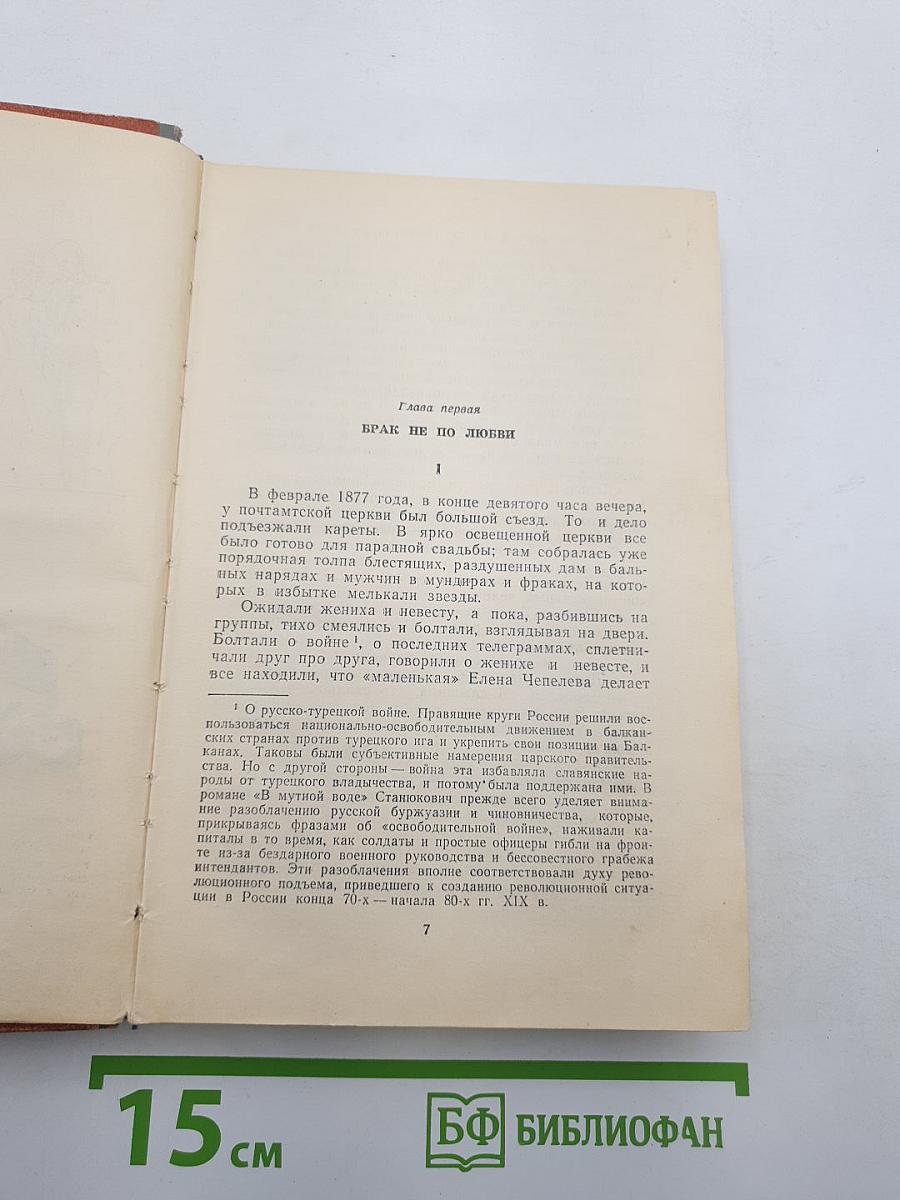 Глава первая
БРАК НЕ ПО ЛЮБВИ
I
В феврале 1877 года, в конце девятого часа вечера,
у почтамтской церкви был большой съезд. То и дело
подъезжали кареты. В ярко освещенной церкви все
было готово для парадной свадьбы; там собралась уже
порядочная толпа блестящих, раздушенных дам в баль-
ных нарядах и мужчин в мундирах и фраках, на кото-
рых в избытке мелькали звезды.
Ожидали жениха и невесту, а пока, разбившись на
группы, тихо смеялись и болтали, взглядывая на двери.
Болтали о войне ¹, о последних телеграммах, сплетни-
чали друг про друга, говорили о женихе и невесте, и
все находили, что «маленькая» Елена Чепелева делает
¹ О русско-турецкой войне. Правящие круги России решили вос-
пользоваться национально-освободительным движением в балкан-
ских странах против турецкого ига и укрепить свои позиции на Бал-
канах. Таковы были субъективные намерения царского правитель-
ства. Но с другой стороны — война эта избавляла славянские на-
роды от турецкого владычества, и потому была поддержана ими. В
романе «В мутной воде» Станюкович прежде всего уделяет внима-
ние разоблачению русской буржуазии и чиновничества, которые,
прикрываясь фразами об «освободительной войне», наживали ка-
питалы в то время, как солдаты и простые офицеры гибли на фрон-
те из-за бездарного военного руководства и бессовестного грабежа
интендантов. Эти разоблачения вполне соответствовали духу рево-
люционного подъема, приведшего к созданию революционной ситуа-
ции в России конца 70-х — начала 80-х гг. XIX в.
7
15 см
БФ БИБЛИОФАН